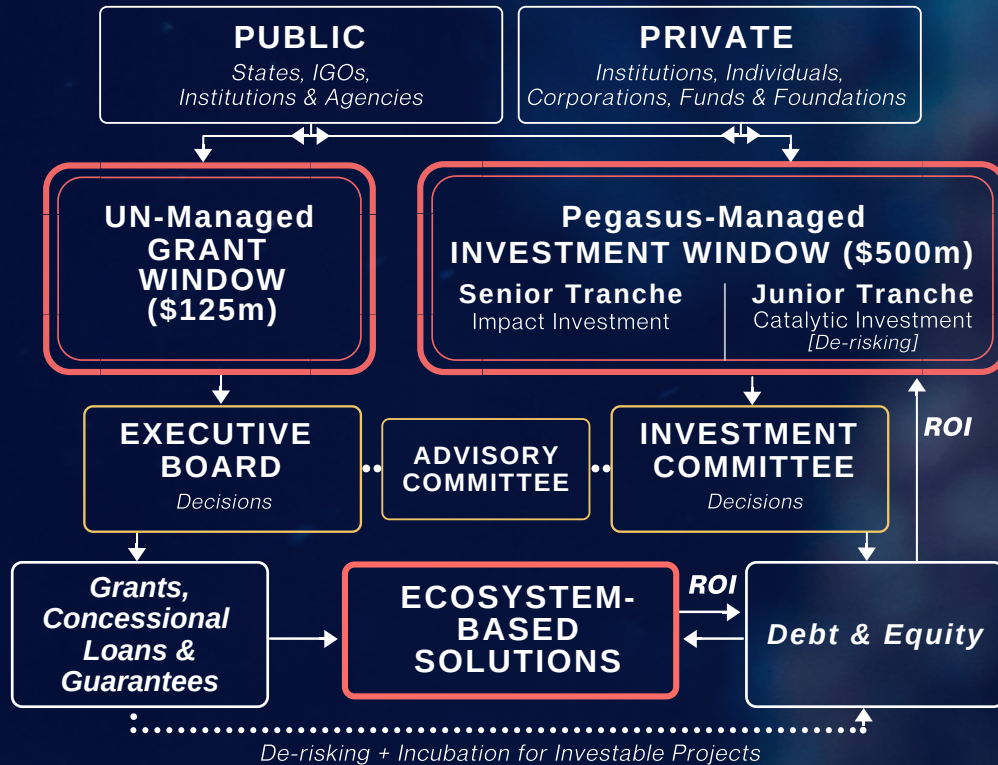 PUBLIC
States, IGOs,
Institutions & Agencies
PRIVATE
Institutions, Individuals,
Corporations, Funds & Foundations
UN-Managed
GRANT
WINDOW
($125m)
Pegasus-Managed
INVESTMENT WINDOW ($500m)
Senior Tranche
Impact Investment
Junior Tranche
Catalytic Investment
[De-risking]
EXECUTIVE
BOARD
Decisions
ADVISORY
COMMITTEE
INVESTMENT
COMMITTEE
Decisions
ROI
Grants,
Concessional
Loans &
Guarantees
ECOSYSTEM-
BASED
SOLUTIONS
ROI
Debt & Equity
De-risking + Incubation for Investable Projects